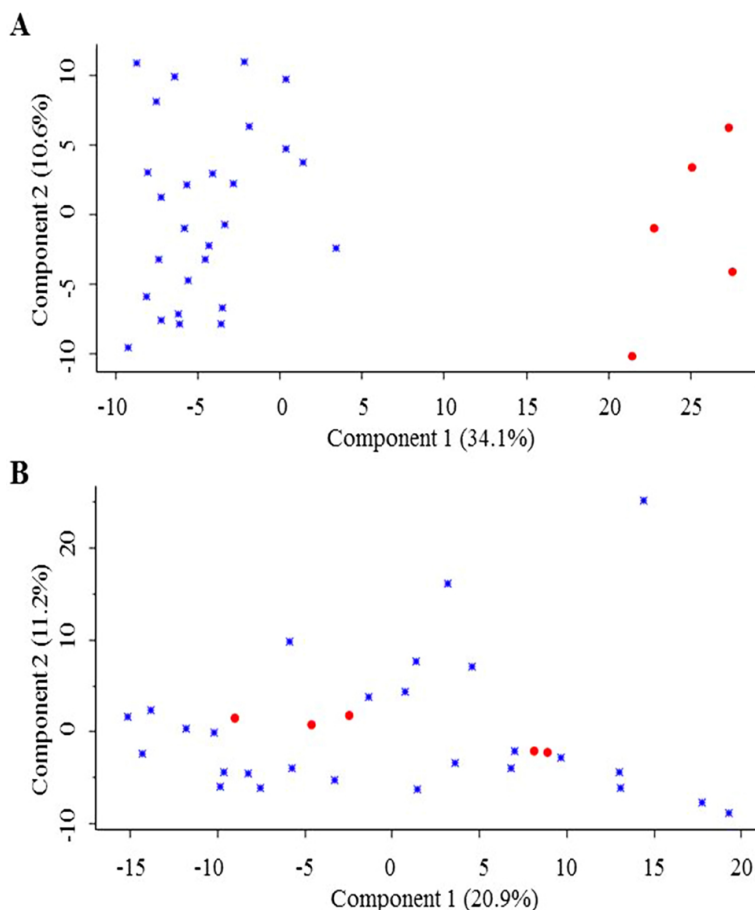 A
Component 2 (10.6%)
10
5
0
-5
-10
-10 -5 0 5 10 15 20 25
Component 1 (34.1%)
B
Component 2 (11.2%)
20
10
0
-10
-15 -10 -5 0 5 10 15 20
Component 1 (20.9%)